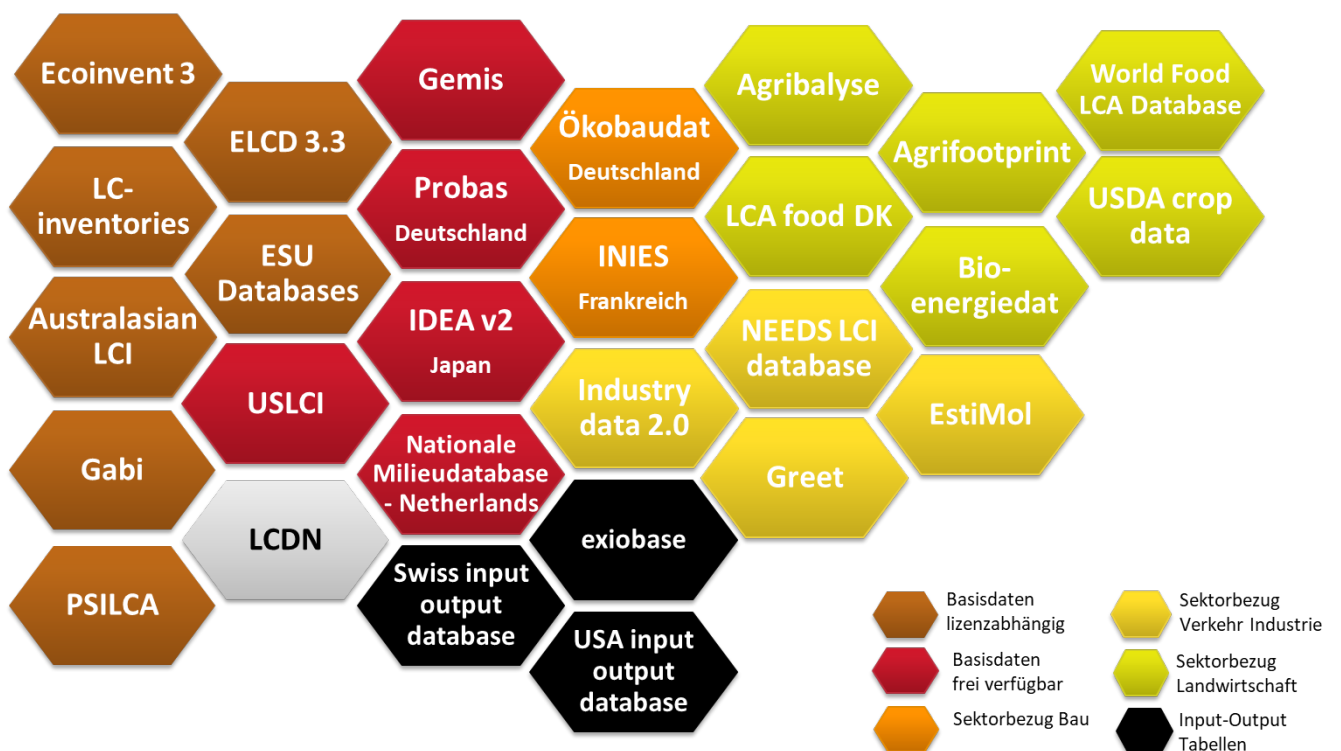 Ecoinvent 3
LC-
inventories
Australasian
LCI
Gabi
PSILCA
ELCD 3.3
ESU
Databases
USLCI
LCDN
Gemis
Probas
Deutschland
IDEA v2
Japan
Nationale
Milieudatabase
- Netherlands
Swiss input
output
database
Ökobaudat
Deutschland
INIES
Frankreich
Industry
data 2.0
exiobase
USA input
output
database
Agribalyse
LCA food DK
NEEDS LCI
database
Greet
Agrifootprint
Bio-
energiedat
EstiMol
World Food
LCA Database
USDA crop
data
Basisdaten
lizenzabhängig
Basisdaten
frei verfügbar
Sektorbezug Bau
Sektorbezug
Verkehr Industrie
Sektorbezug
Landwirtschaft
Input-Output
Tabellen